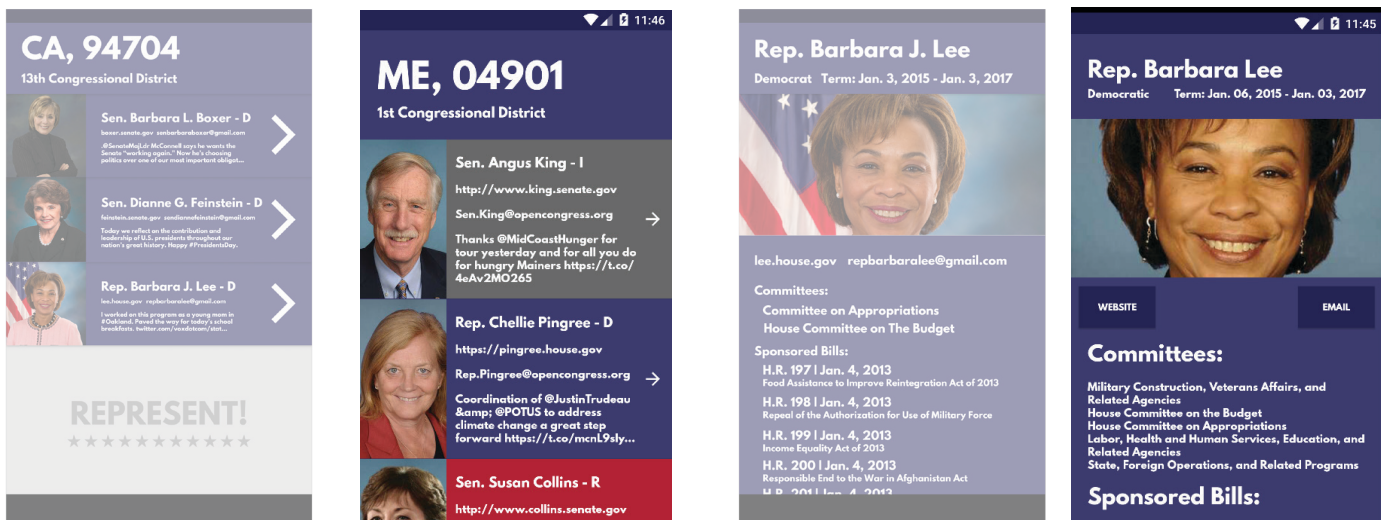 CA, 94704
13th Congressional District
Sen. Barbara L. Boxer - D
boxer.senate.gov senbarbaraboxer@gmail.com
.@SenateMajLdr McConnell says he wants the
Senate "working again." Now he's choosing
politics over one of our most important obligat...
Sen. Dianne G. Feinstein - D
feinstein.senate.gov sendiannefeinstein@gmail.com
Today we reflect on the contribution and
leadership of U.S. presidents throughout our
nation's great history. Happy #PresidentsDay.
Rep. Barbara J. Lee - D
lee.house.gov repbarbaralee@gmail.com
I worked on this program as a young mom in
#Oakland. Paved the way for today's school
breakfasts. twitter.com/voxdotcom/stat...
REPRESENT!
11:46
ME, 04901
1st Congressional District
Sen. Angus King - I
http://www.king.senate.gov
Sen.King@opencongress.org
Thanks @MidCoastHunger for
tour yesterday and for all you do
for hungry Mainers https://t.co/
4eAv2MO265
Rep. Chellie Pingree - D
https://pingree.house.gov
Rep.Pingree@opencongress.org
Coordination of @JustinTrudeau
&amp; @POTUS to address
climate change a great step
forward https://t.co/mcnL9sly...
Sen. Susan Collins - R
http://www.collins.senate.gov
Rep. Barbara J. Lee
Democrat Term: Jan. 3, 2015 - Jan. 3, 2017
lee.house.gov repbarbaralee@gmail.com
Committees:
Committee on Appropriations
House Committee on The Budget
Sponsored Bills:
H.R. 197 | Jan. 4, 2013
Food Assistance to Improve Reintegration Act of 2013
H.R. 198 | Jan. 4, 2013
Repeal of the Authorization for Use of Military Force
H.R. 199 | Jan. 4, 2013
Income Equality Act of 2013
H.R. 200 | Jan. 4, 2013
Responsible End to the War in Afghanistan Act
H.R. 201 | Jan. 4, 2013
11:45
Rep. Barbara Lee
Democratic Term: Jan. 06, 2015 - Jan. 03, 2017
WEBSITE EMAIL
Committees:
Military Construction, Veterans Affairs, and
Related Agencies
House Committee on the Budget
House Committee on Appropriations
Labor, Health and Human Services, Education, and
Related Agencies
State, Foreign Operations, and Related Programs
Sponsored Bills: